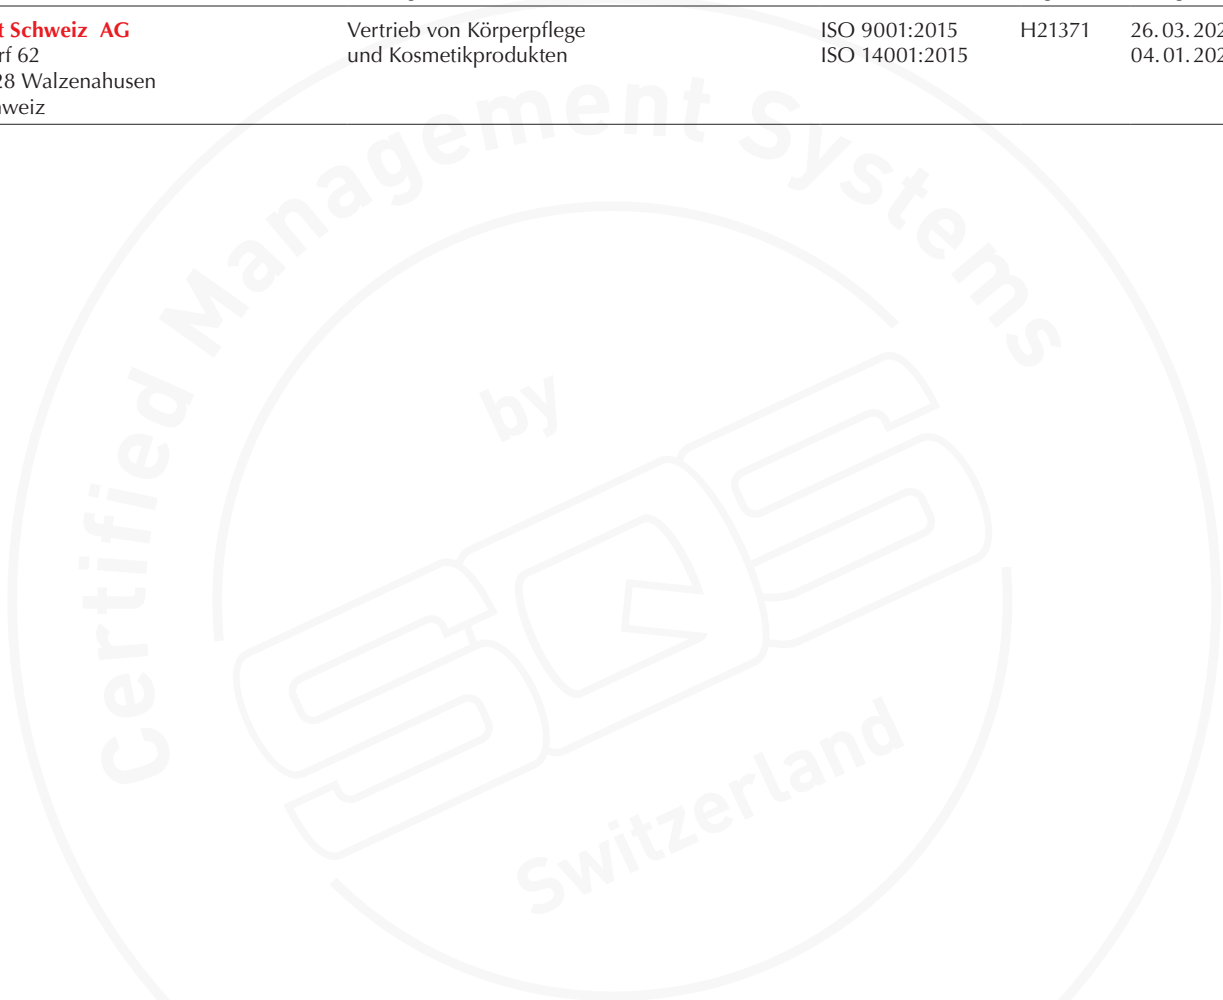 t Schweiz AG Vertrieb von Körperpflege ISO 9001:2015 H21371 26.03.202
rf 62 und Kosmetikprodukten ISO 14001:2015 04.01.202
28 Walzenahusen
weiz
Certified Management Systems
by
SQS
Switzerland